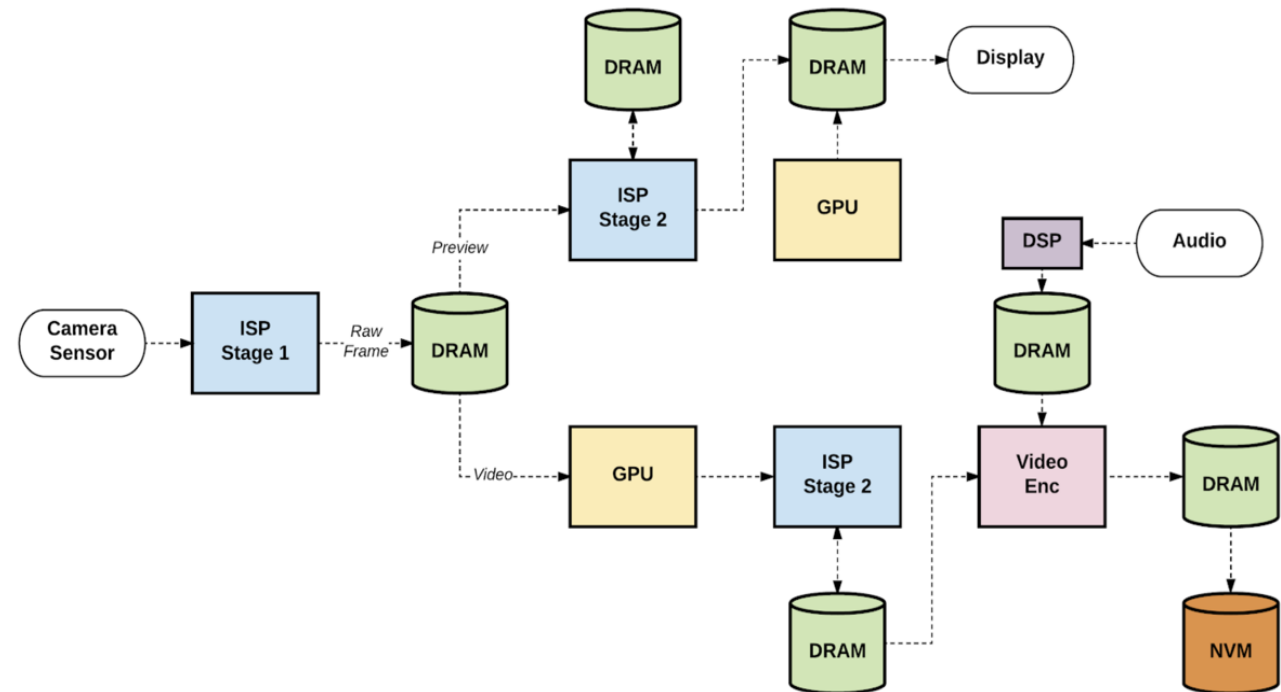 DRAM
DRAM
Display
ISP
Stage 2
GPU
Preview
DSP
Audio
Camera
Sensor
ISP
Stage 1
Raw
Frame
DRAM
DRAM
Video
GPU
ISP
Stage 2
Video
Enc
DRAM
DRAM
NVM